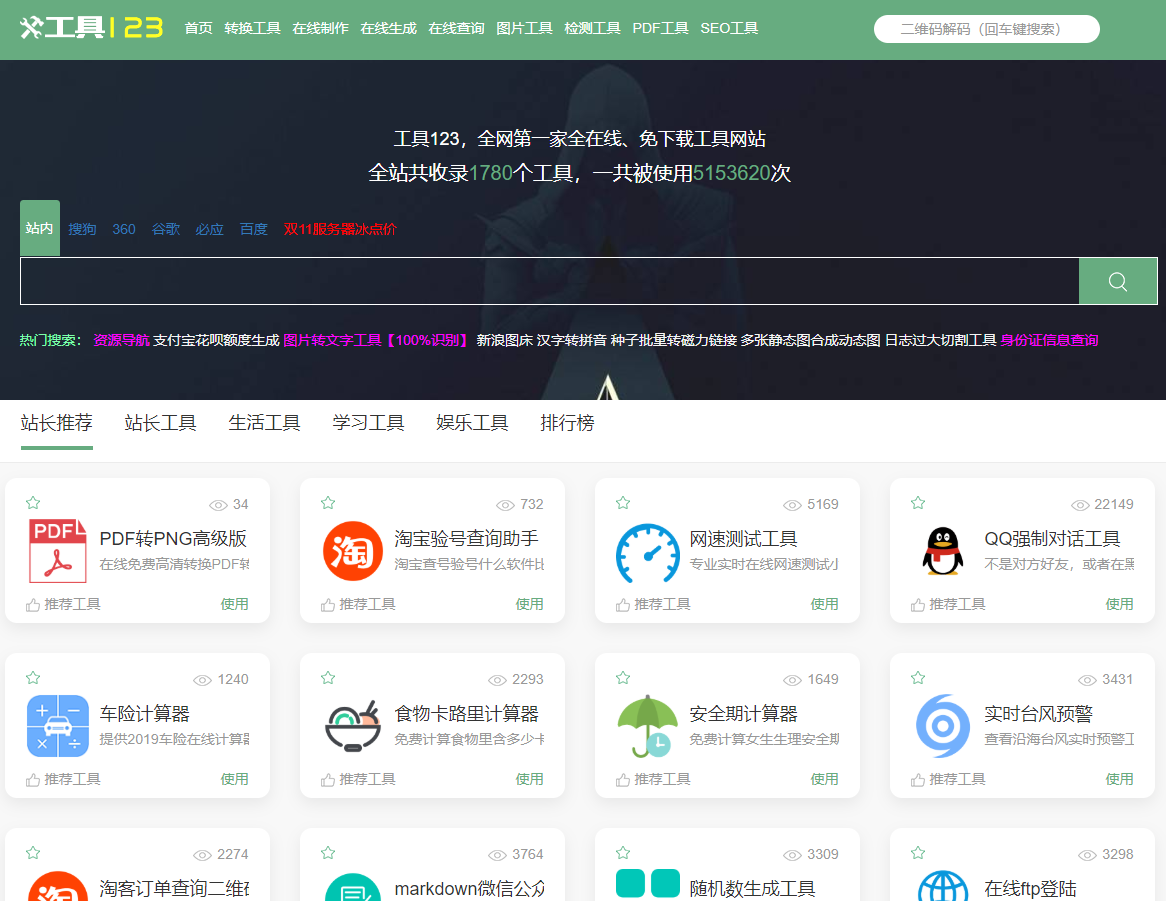 工具123 首页 转换工具 在线制作 在线生成 在线查询 图片工具 检测工具 PDF工具 SEO工具 二维码解码（回车键搜索）
工具123，全网第一家全在线、免下载工具网站
全站共收录1780个工具，一共被使用5153620次
站内 搜狗 360 谷歌 必应 百度 双11服务器冰点价
热门搜索： 资源导航 支付宝花呗额度生成 图片转文字工具【100%识别】 新浪图床 汉字转拼音 种子批量转磁力链接 多张静态图合成动态图 日志过大切割工具 身份证信息查询
站长推荐 站长工具 生活工具 学习工具 娱乐工具 排行榜
34
PDF
PDF转PNG高级版
在线免费高清转换PDF转
推荐工具 使用
732
淘
淘宝验号查询助手
淘宝查号验号什么软件比
推荐工具 使用
5169
网速测试工具
专业实时在线网速测试小
推荐工具 使用
22149
QQ强制对话工具
不是对方好友，或者在黑
推荐工具 使用
1240
车险计算器
提供2019车险在线计算器
推荐工具 使用
2293
食物卡路里计算器
免费计算食物里含多少卡
推荐工具 使用
1649
安全期计算器
免费计算女生生理安全期
推荐工具 使用
3431
实时台风预警
查看沿海台风实时预警工
推荐工具 使用
2274
淘
淘客订单查询二维码
3764
markdown微信公众
3309
随机数生成工具
3298
在线ftp登陆